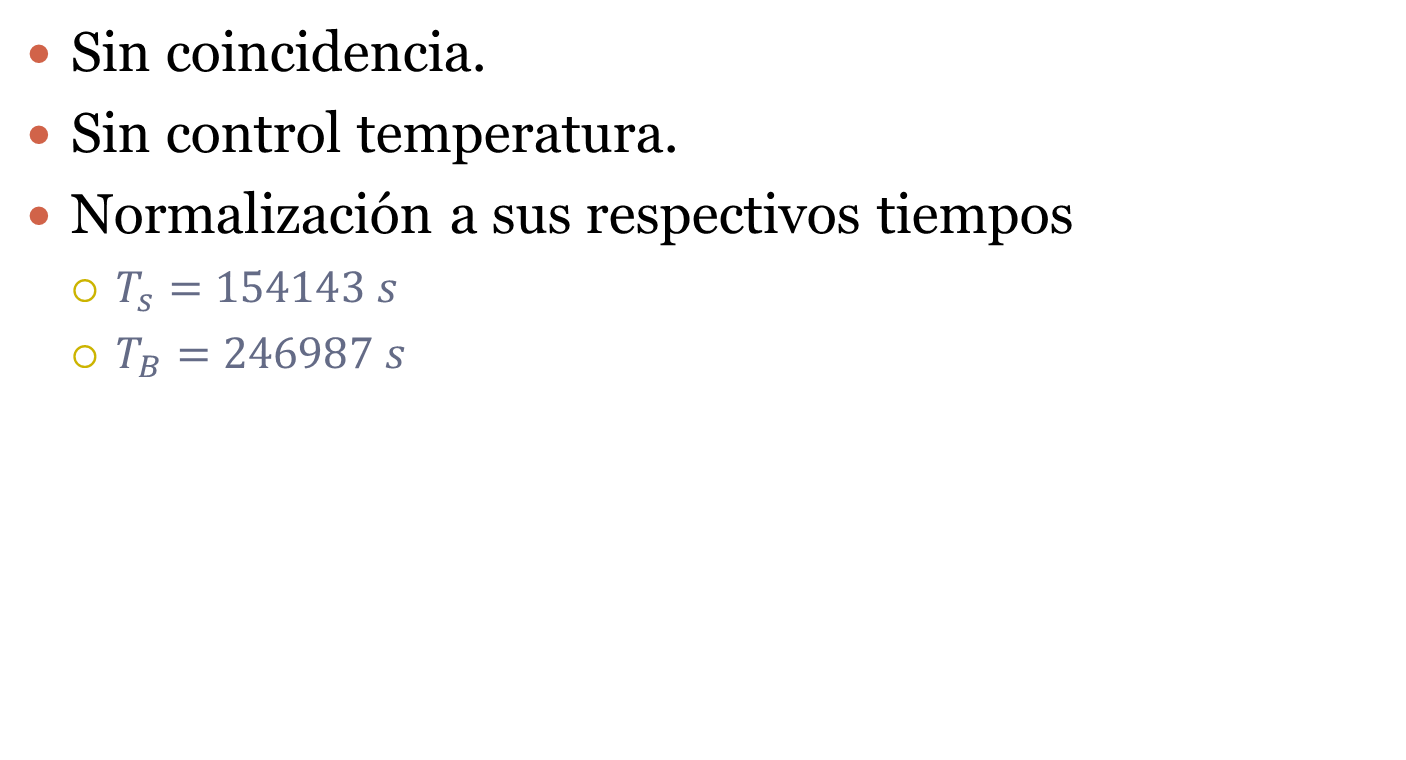 • Sin coincidencia.
• Sin control temperatura.
• Normalización a sus respectivos tiempos
○ $T_s = 154143\ s$
○ $T_B = 246987\ s$